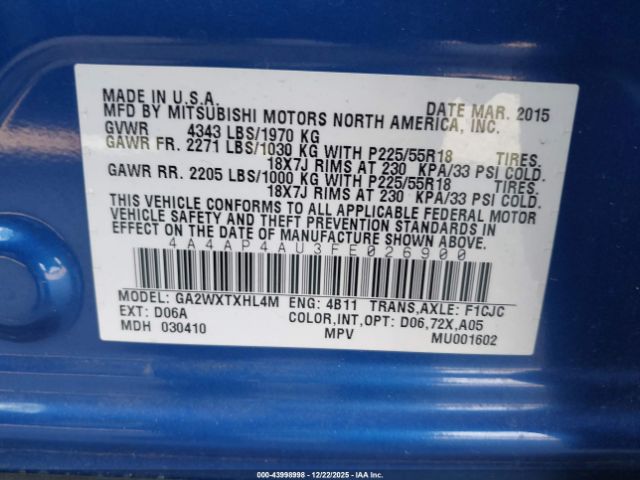 MADE IN U.S.A. DATE MAR. 2015
MFD BY MITSUBISHI MOTORS NORTH AMERICA, INC.
GVWR 4343 LBS/1970 KG
GAWR FR. 2271 LBS/1030 KG WITH P225/55R18 TIRES.
18X7J RIMS AT 230 KPA/33 PSI COLD.
GAWR RR. 2205 LBS/1000 KG WITH P225/55R18 TIRES.
18X7J RIMS AT 230 KPA/33 PSI COLD.
THIS VEHICLE CONFORMS TO ALL APPLICABLE FEDERAL MOTOR
VEHICLE SAFETY AND THEFT PREVENTION STANDARDS IN
EFFECT ON THE DATE OF MANUFACTURE SHOWN ABOVE.
4A4AP4AU3FE026900
MODEL: GA2WXTXHL4M ENG: 4B11 TRANS,AXLE: F1CJC
EXT: D06A COLOR,INT,OPT: D06,72X,A05
MDH 030410 MPV MU001602
000-43998998 - 12/22/2025 - IAA Inc.